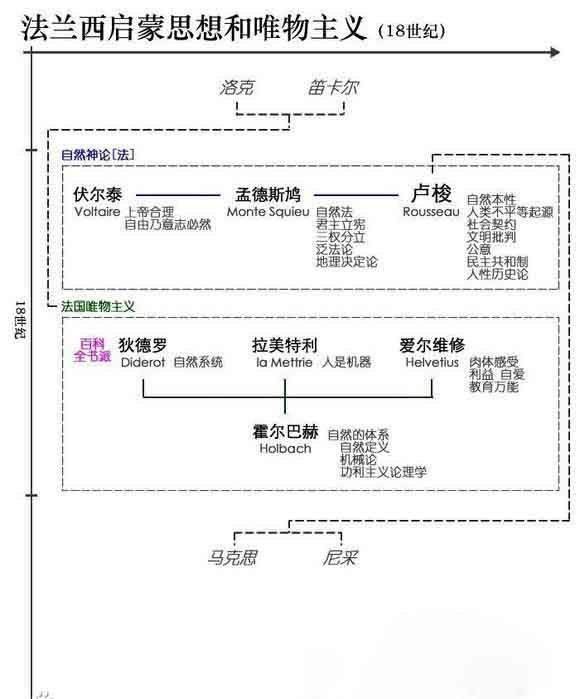 法兰西启蒙思想和唯物主义 (18世纪)
洛克 笛卡尔
自然神论[法]
伏尔泰 孟德斯鸠 卢梭
Voltaire 上帝合理
自由乃意志必然
Monte Squieu 自然法
君主立宪
三权分立
泛法论
地理决定论
Rousseau 自然本性
人类不平等起源
社会契约
文明批判
公意
民主共和制
人性历史论
18世纪
法国唯物主义
百科
全书派
狄德罗 拉美特利 爱尔维修
Diderot 自然系统
la Mettrie 人是机器
Helvetius 肉体感受
利益 自爱
教育万能
霍尔巴赫
Holbach
自然的体系
自然定义
机械论
功利主义论理学
马克思 尼采